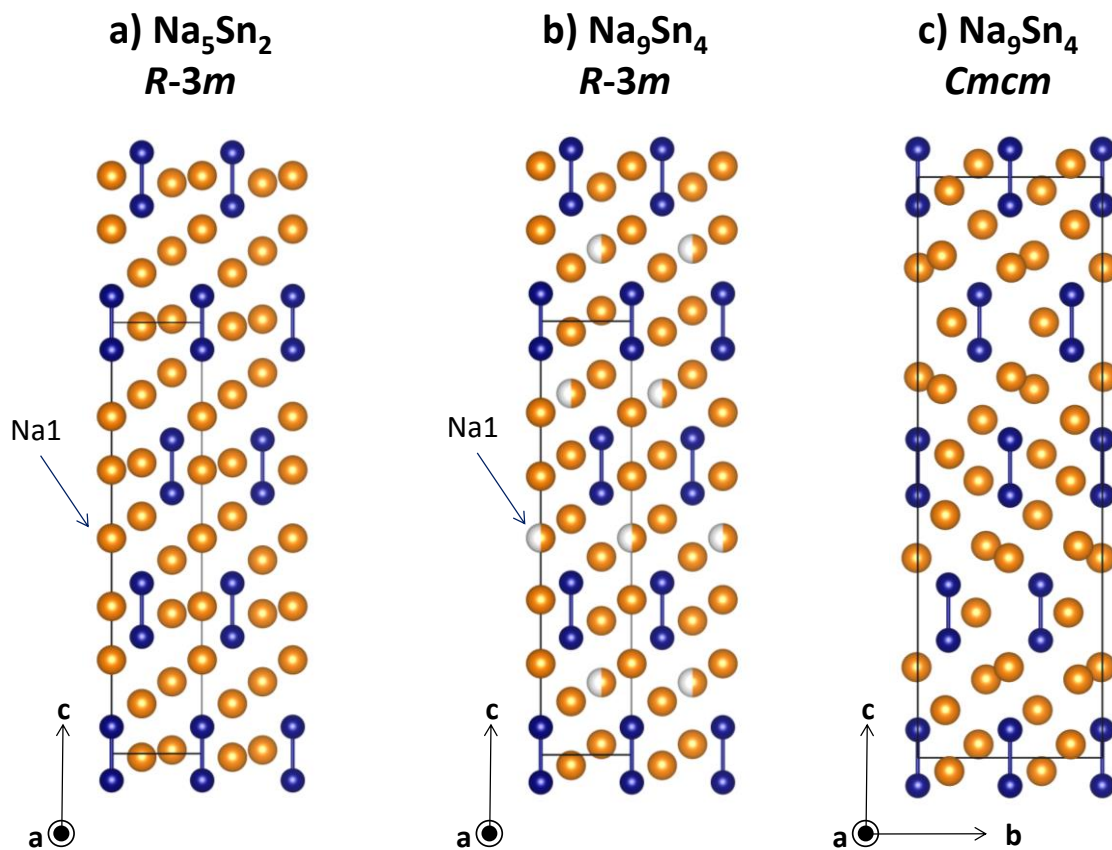 a) Na₅Sn₂
R-3m
b) Na₉Sn₄
R-3m
c) Na₉Sn₄
Cmcm
Na1
Na1
c
a
c
a
c
a
b